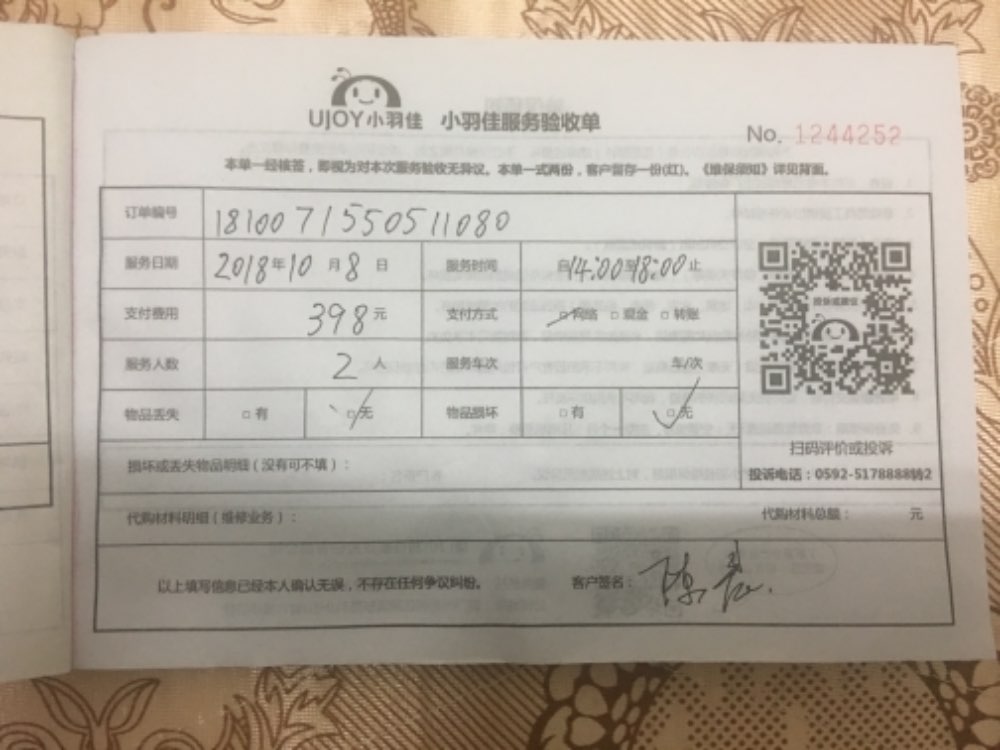 UJOY小羽佳 小羽佳服务验收单
No. 1244252
本单一经核签，即视为对本次服务验收无异议。本单一式两份，客户留存一份(红)。《维保须知》详见背面。
订单编号 181007155051​1080
服务日期 2018年10月8日 服务时间 自14:00至18:00止
支付费用 398元 支付方式 □网络 □现金 □转账
服务人数 2人 服务车次 车/次
物品丢失 □有 □无 物品损坏 □有 □无
投诉或建议
扫码评价或投诉
投诉电话：0592-5178888转2
损坏或丢失物品明细（没有可不填）：
代购材料明细（维修业务）： 代购材料总额： 元
以上填写信息已经本人确认无误，不存在任何争议纠纷。 客户签名：陈